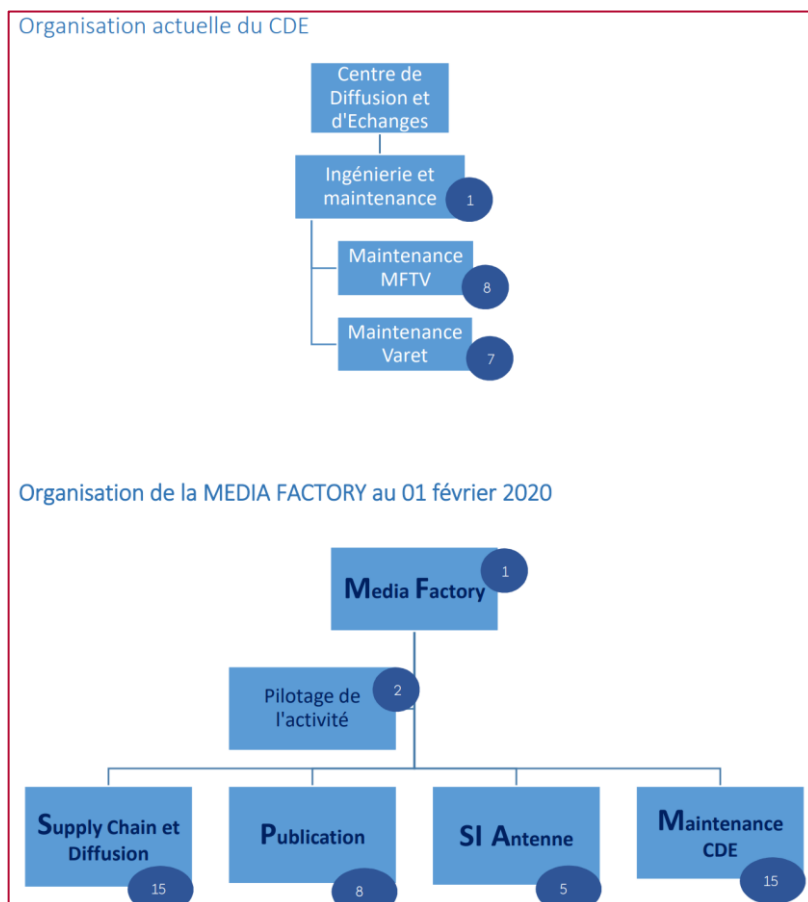 Organisation actuelle du CDE
Centre de
Diffusion et
d'Echanges
Ingénierie et
maintenance
1
Maintenance
MFTV
8
Maintenance
Varet
7
Organisation de la MEDIA FACTORY au 01 février 2020
Media Factory
1
Pilotage de
l'activité
2
Supply Chain et
Diffusion
15
Publication
8
SI Antenne
5
Maintenance
CDE
15